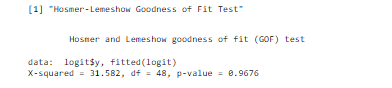 [1] "Hosmer-Lemeshow Goodness of Fit Test"
Hosmer and Lemeshow goodness of fit (GOF) test
data:  logit$y, fitted(logit)
X-squared = 31.582, df = 48, p-value = 0.9676